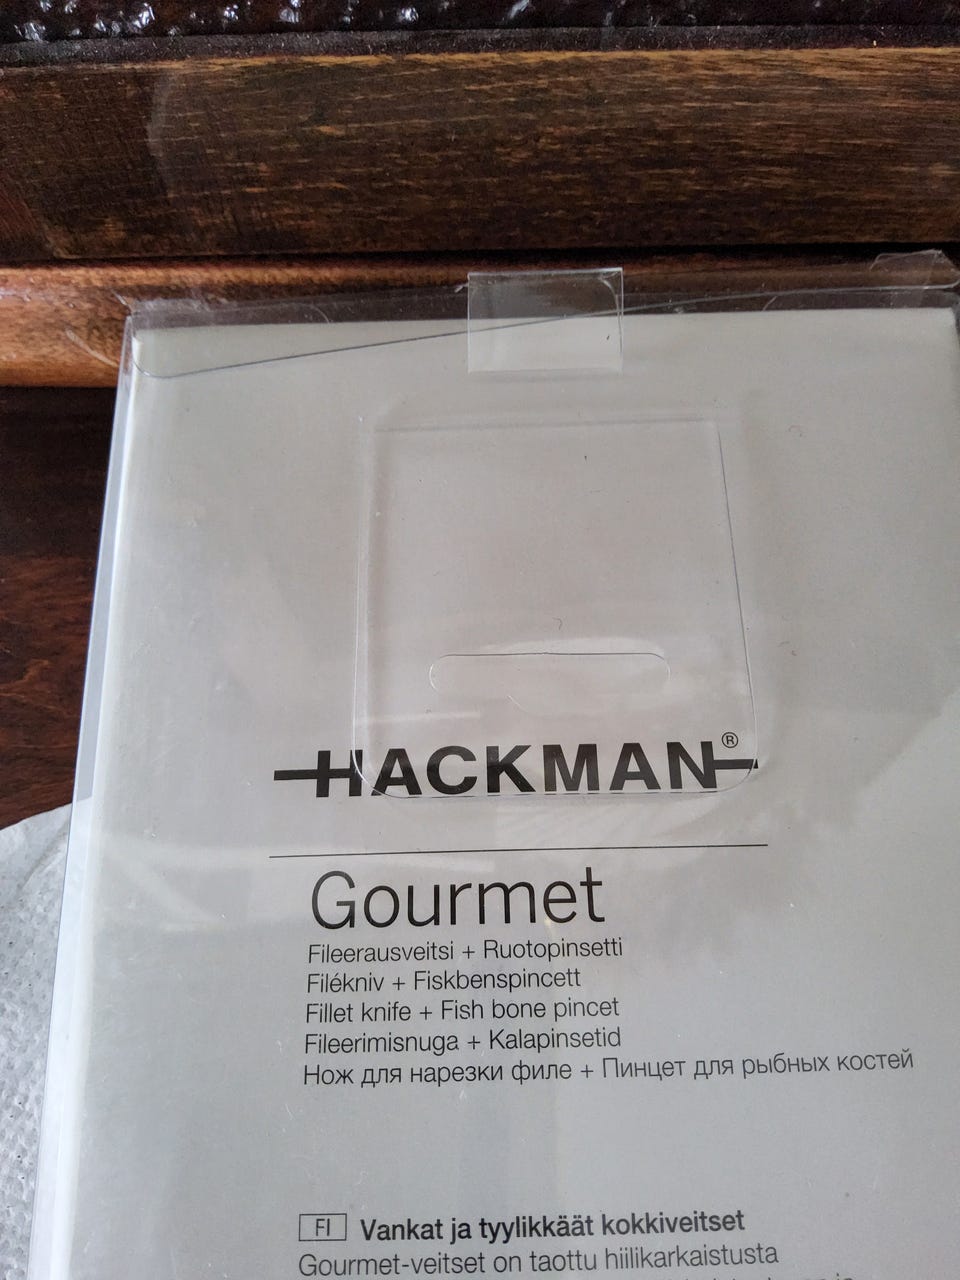 HACKMAN®
Gourmet
Fileerausveitsi + Ruotopinsetti
Filékniv + Fiskbenspincett
Fillet knife + Fish bone pincet
Fileerimisnuga + Kalapinsetid
Нож для нарезки филе + Пинцет для рыбных костей
FI Vankat ja tyylikkäät kokkiveitset
Gourmet-veitset on taottu hiilikarkaistusta